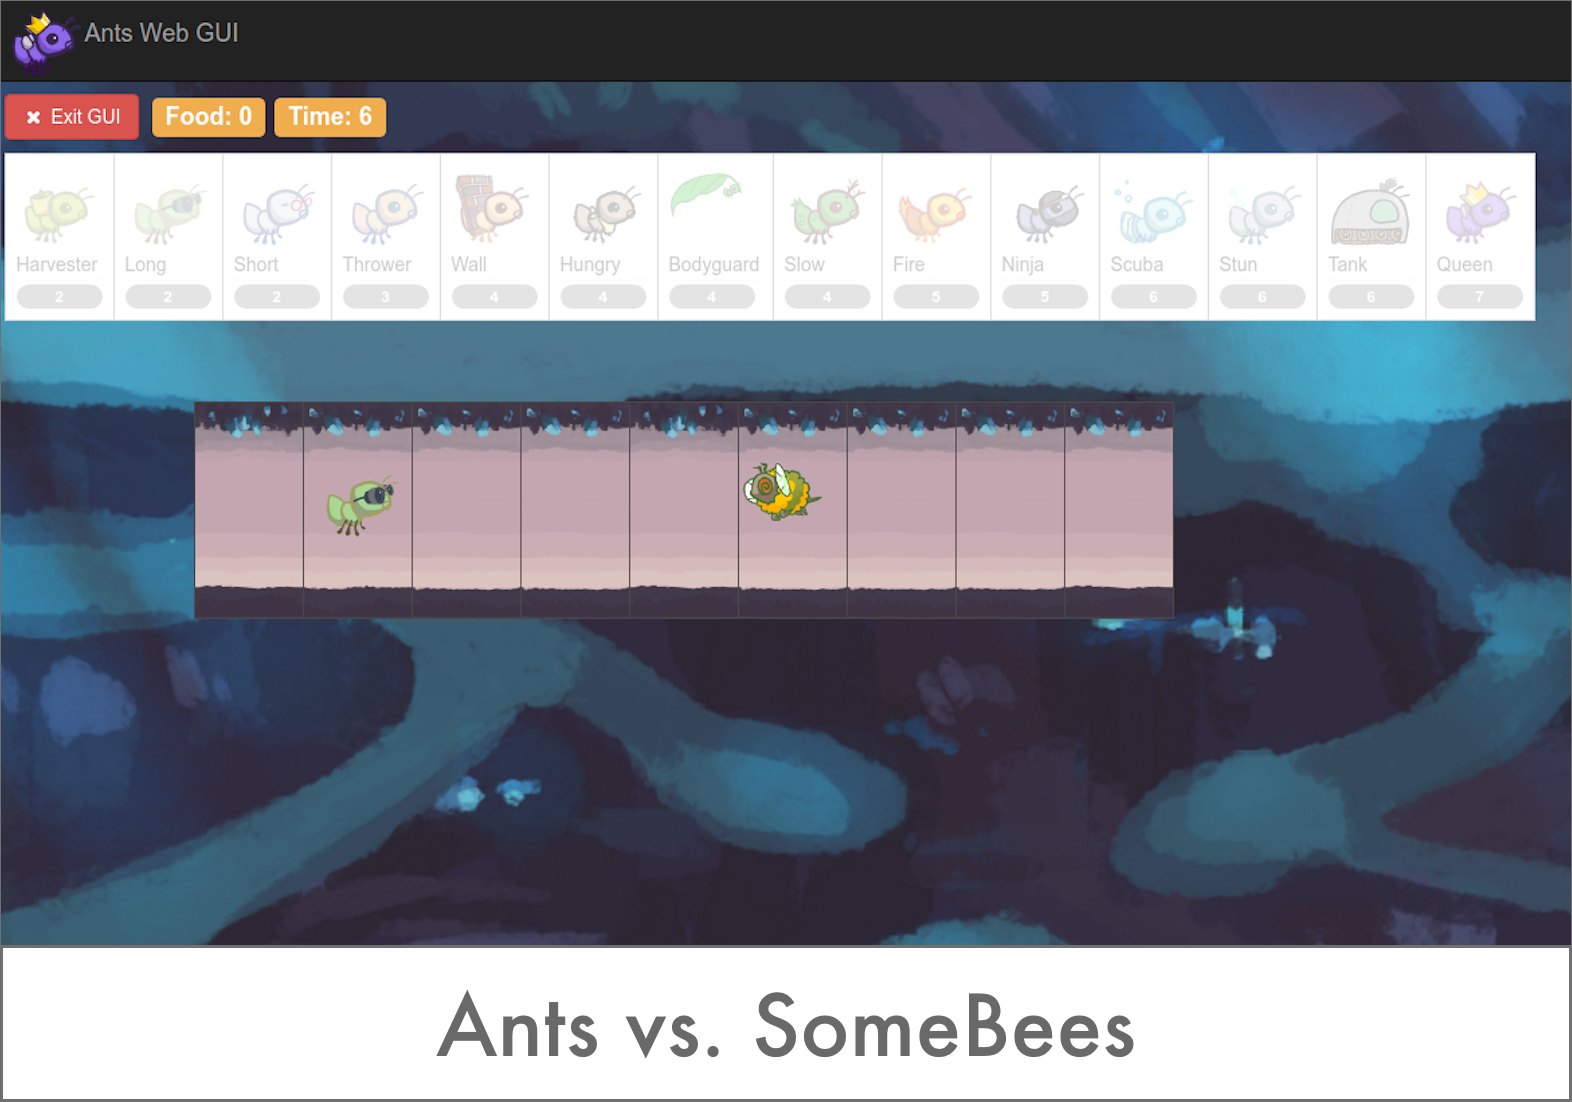 Ants Web GUI
✖ Exit GUI Food: 0 Time: 6
Harvester Long Short Thrower Wall Hungry Bodyguard Slow Fire Ninja Scuba Stun Tank Queen
2 2 2 3 4 4 4 4 5 5 6 6 6 7
Ants vs. SomeBees